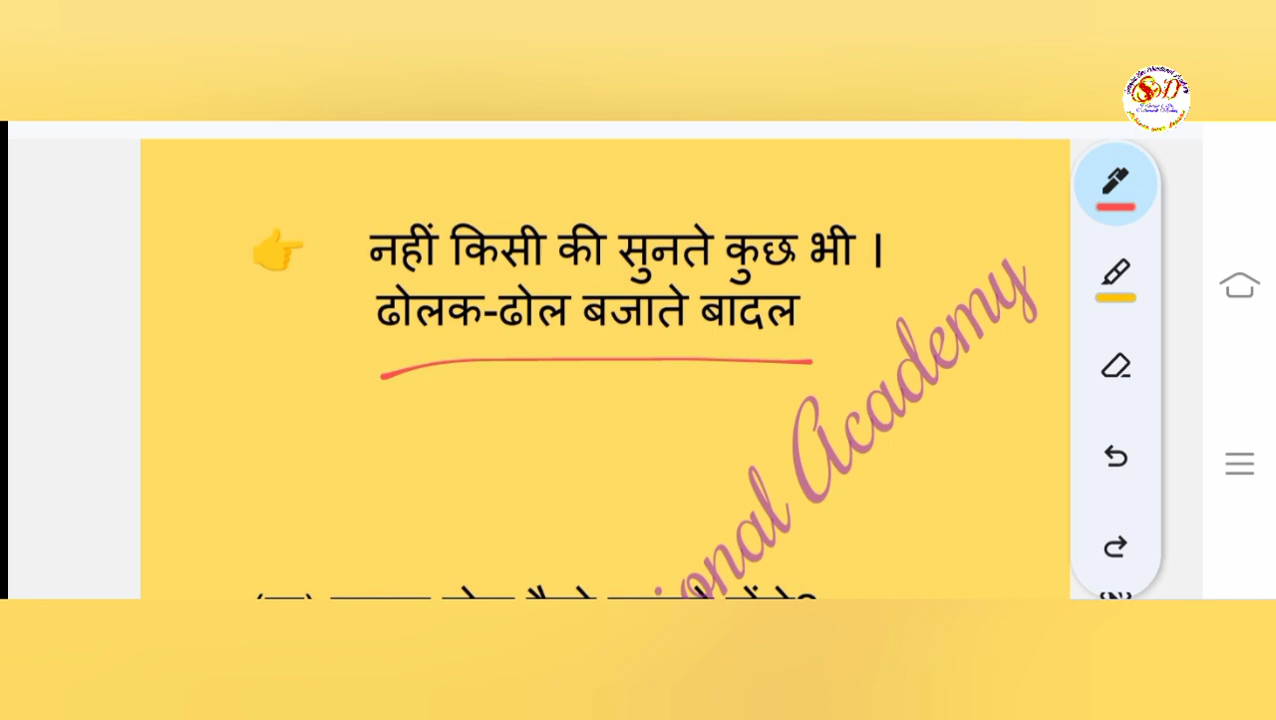 नहीं किसी की सुनते कुछ भी ।
ढोलक-ढोल बजाते बादल
Academy